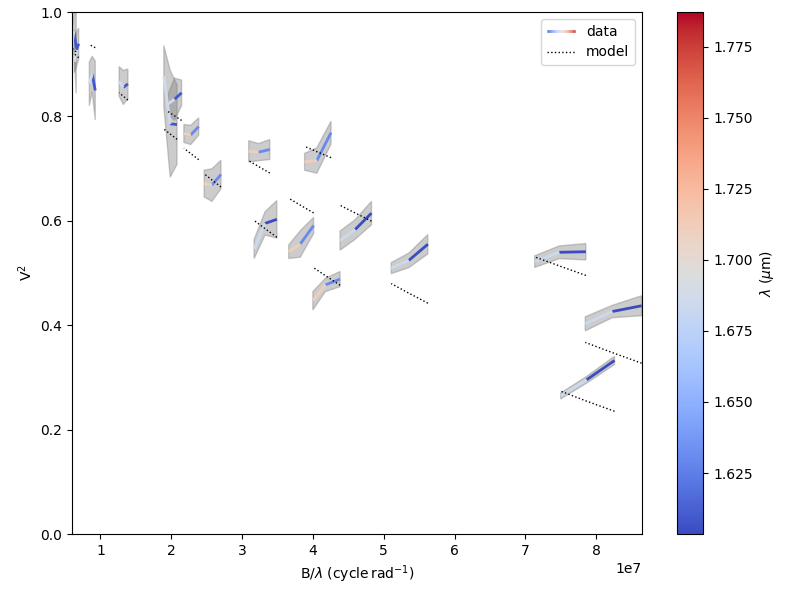 1.0
0.8
0.6
0.4
0.2
0.0
V²
1 2 3 4 5 6 7 8
1e7
B/λ (cycle rad⁻¹)
data
model
1.775
1.750
1.725
1.700
1.675
1.650
1.625
λ (μm)